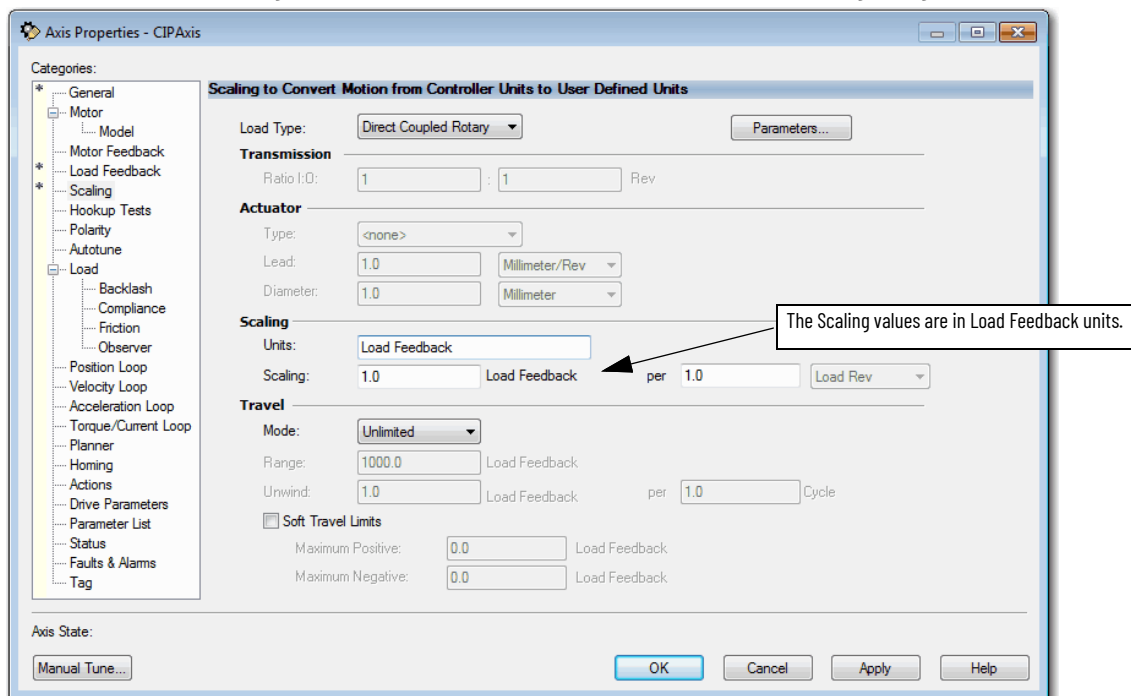 Axis Properties - CIPAxis
Categories:
* General
Motor
Model
Motor Feedback
* Load Feedback
* Scaling
Hookup Tests
Polarity
Autotune
Load
Backlash
Compliance
Friction
Observer
Position Loop
Velocity Loop
Acceleration Loop
Torque/Current Loop
Planner
Homing
Actions
Drive Parameters
Parameter List
Status
Faults & Alarms
Tag
Scaling to Convert Motion from Controller Units to User Defined Units
Load Type: Direct Coupled Rotary Parameters...
Transmission
Ratio I:O: 1 : 1 Rev
Actuator
Type: <none>
Lead: 1.0 Millimeter/Rev
Diameter: 1.0 Millimeter
Scaling
Units: Load Feedback
Scaling: 1.0 Load Feedback per 1.0 Load Rev
The Scaling values are in Load Feedback units.
Travel
Mode: Unlimited
Range: 1000.0 Load Feedback
Unwind: 1.0 Load Feedback per 1.0 Cycle
Soft Travel Limits
Maximum Positive: 0.0 Load Feedback
Maximum Negative: 0.0 Load Feedback
Axis State:
Manual Tune... OK Cancel Apply Help